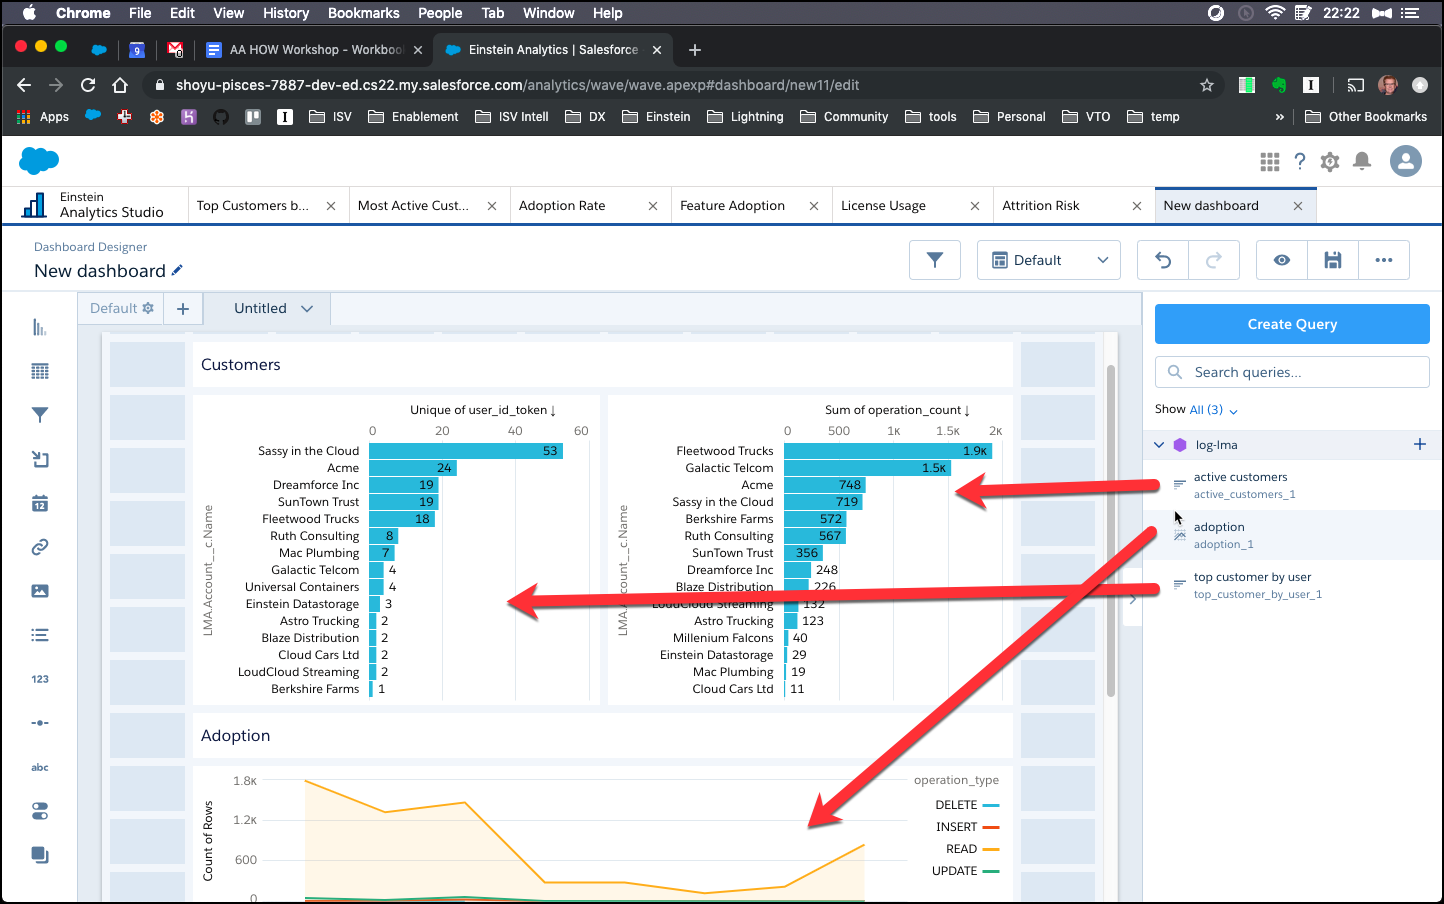 Chrome File Edit View History Bookmarks People Tab Window Help 22:22
9 0 AA HOW Workshop - Workboo Einstein Analytics | Salesforce
shoyu-pisces-7887-dev-ed.cs22.my.salesforce.com/analytics/wave/wave.apexp#dashboard/new11/edit
Apps ISV Enablement ISV Intell DX Einstein Lightning Community tools Personal VTO temp » Other Bookmarks
Einstein
Analytics Studio
Top Customers b... Most Active Cust... Adoption Rate Feature Adoption License Usage Attrition Risk New dashboard
Dashboard Designer
New dashboard
Default
Default Untitled
Create Query
Search queries...
Show All (3)
log-lma
active customers
active_customers_1
adoption
adoption_1
top customer by user
top_customer_by_user_1
12
123
abc
Customers
Unique of user_id_token ↓
0 20 40 60
LMA.Account__c.Name
Sassy in the Cloud 53
Acme 24
Dreamforce Inc 19
SunTown Trust 19
Fleetwood Trucks 18
Ruth Consulting 8
Mac Plumbing 7
Galactic Telcom 4
Universal Containers 4
Einstein Datastorage 3
Astro Trucking 2
Blaze Distribution 2
Cloud Cars Ltd 2
LoudCloud Streaming 2
Berkshire Farms 1
Sum of operation_count ↓
0 500 1K 1.5K 2K
LMA.Account__c.Name
Fleetwood Trucks 1.9K
Galactic Telcom 1.5K
Acme 748
Sassy in the Cloud 719
Berkshire Farms 572
Ruth Consulting 567
SunTown Trust 356
Dreamforce Inc 248
Blaze Distribution 226
LoudCloud Streaming 132
Astro Trucking 123
Millenium Falcons 40
Einstein Datastorage 29
Mac Plumbing 19
Cloud Cars Ltd 11
Adoption
Count of Rows
1.8K
1.2K
600
0
operation_type
DELETE
INSERT
READ
UPDATE